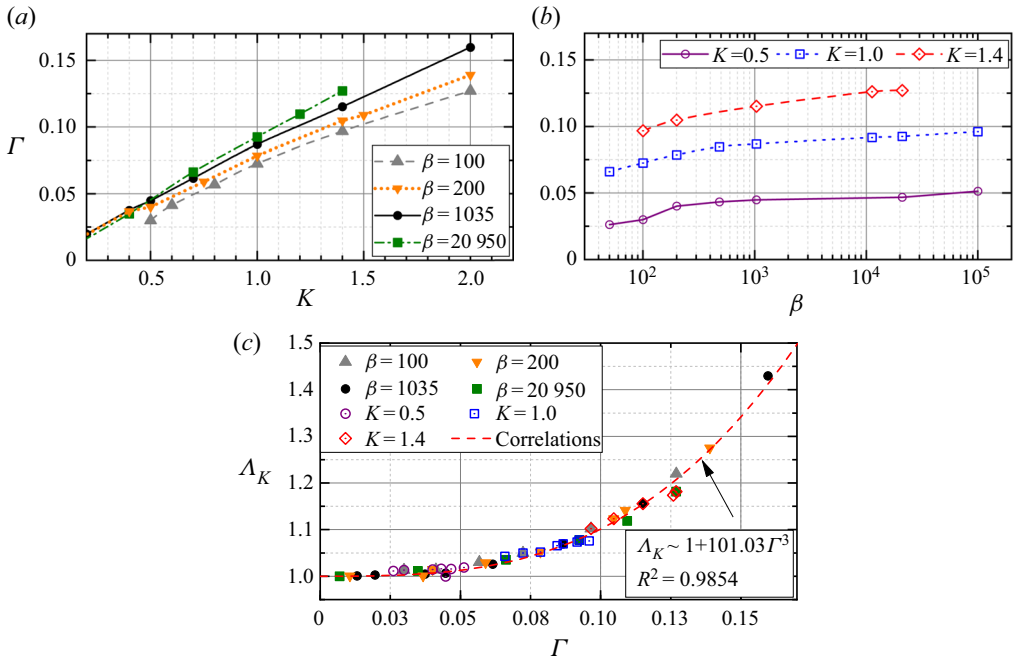 (a)
Γ
0.15
0.10
0.05
0
0.5
1.0
1.5
2.0
K
β = 100
β = 200
β = 1035
β = 20 950
(b)
K = 0.5
K = 1.0
K = 1.4
0.15
0.10
0.05
0
10²
10³
10⁴
10⁵
β
(c)
Λ_K
1.5
1.4
1.3
1.2
1.1
1.0
β = 100
β = 200
β = 1035
β = 20 950
K = 0.5
K = 1.0
K = 1.4
Correlations
Λ_K ~ 1+101.03Γ³
R² = 0.9854
0
0.03
0.05
0.08
0.10
0.13
0.15
Γ